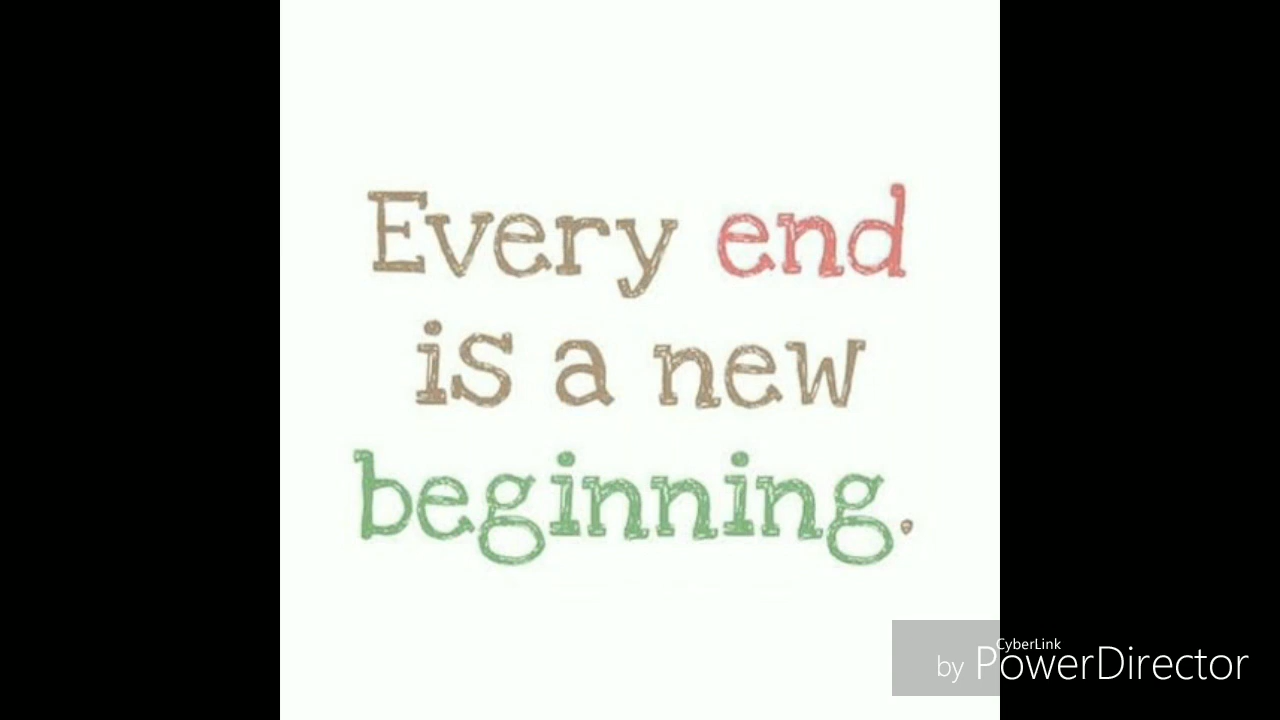 Every end
is a new
beginning.
CyberLink
by PowerDirector